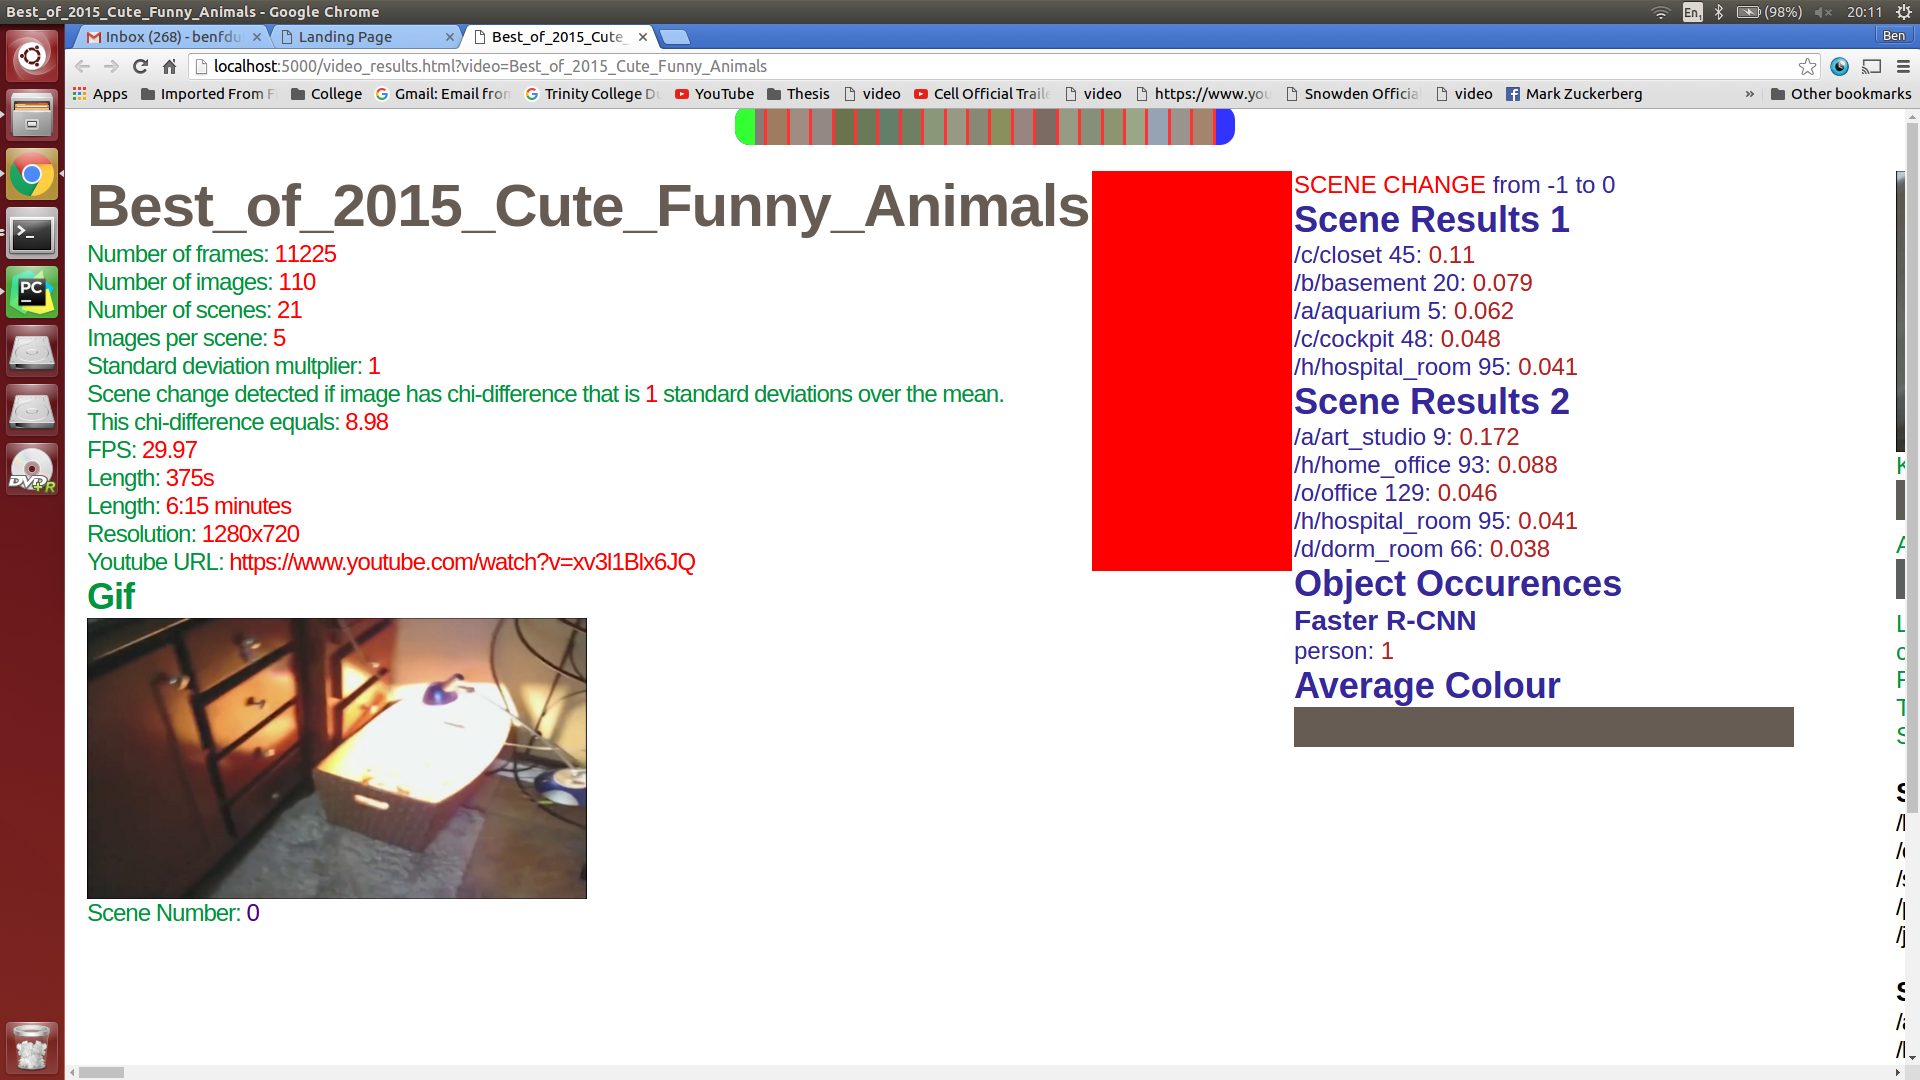 Best_of_2015_Cute_Funny_Animals - Google Chrome
En1
(98%)
20:11
Inbox (268) - benfdu
Landing Page
Best_of_2015_Cute_
Ben
localhost:5000/video_results.html?video=Best_of_2015_Cute_Funny_Animals
Apps
Imported From F
College
Gmail: Email from
Trinity College Du
YouTube
Thesis
video
Cell Official Traile
video
https://www.you
Snowden Official
video
Mark Zuckerberg
»
Other bookmarks
Best_of_2015_Cute_Funny_Animals
Number of frames: 11225
Number of images: 110
Number of scenes: 21
Images per scene: 5
Standard deviation multplier: 1
Scene change detected if image has chi-difference that is 1 standard deviations over the mean.
This chi-difference equals: 8.98
FPS: 29.97
Length: 375s
Length: 6:15 minutes
Resolution: 1280x720
Youtube URL: https://www.youtube.com/watch?v=xv3l1Blx6JQ
Gif
Scene Number: 0
SCENE CHANGE from -1 to 0
Scene Results 1
/c/closet 45: 0.11
/b/basement 20: 0.079
/a/aquarium 5: 0.062
/c/cockpit 48: 0.048
/h/hospital_room 95: 0.041
Scene Results 2
/a/art_studio 9: 0.172
/h/home_office 93: 0.088
/o/office 129: 0.046
/h/hospital_room 95: 0.041
/d/dorm_room 66: 0.038
Object Occurences
Faster R-CNN
person: 1
Average Colour
PC
DVD+R